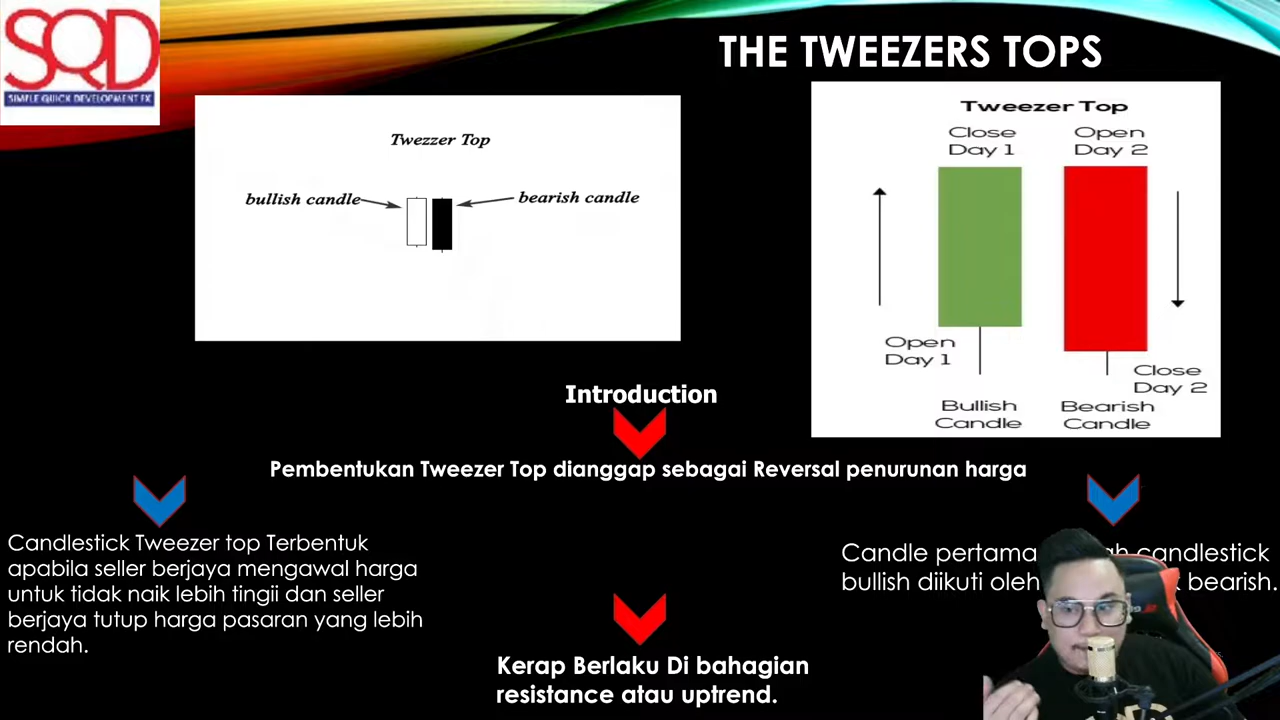 SQD
SIMPLE QUICK DEVELOPMENT FX
THE TWEEZERS TOPS
Twezzer Top
bullish candle
bearish candle
Tweezer Top
Close
Day 1
Open
Day 2
Open
Day 1
Close
Day 2
Bullish
Candle
Bearish
Candle
Introduction
Pembentukan Tweezer Top dianggap sebagai Reversal penurunan harga
Candlestick Tweezer top Terbentuk
apabila seller berjaya mengawal harga
untuk tidak naik lebih tingii dan seller
berjaya tutup harga pasaran yang lebih
rendah.
Candle pertama candlestick
bullish diikuti oleh bearish.
Kerap Berlaku Di bahagian
resistance atau uptrend.